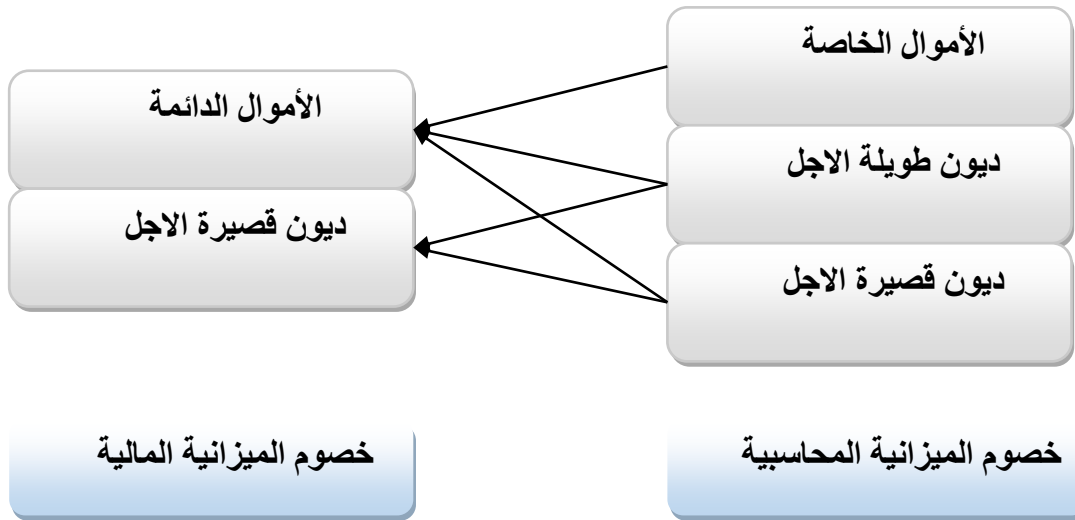 الأموال الخاصة
ديون طويلة الاجل
ديون قصيرة الاجل
خصوم الميزانية المحاسبية
الأموال الدائمة
ديون قصيرة الاجل
خصوم الميزانية المالية